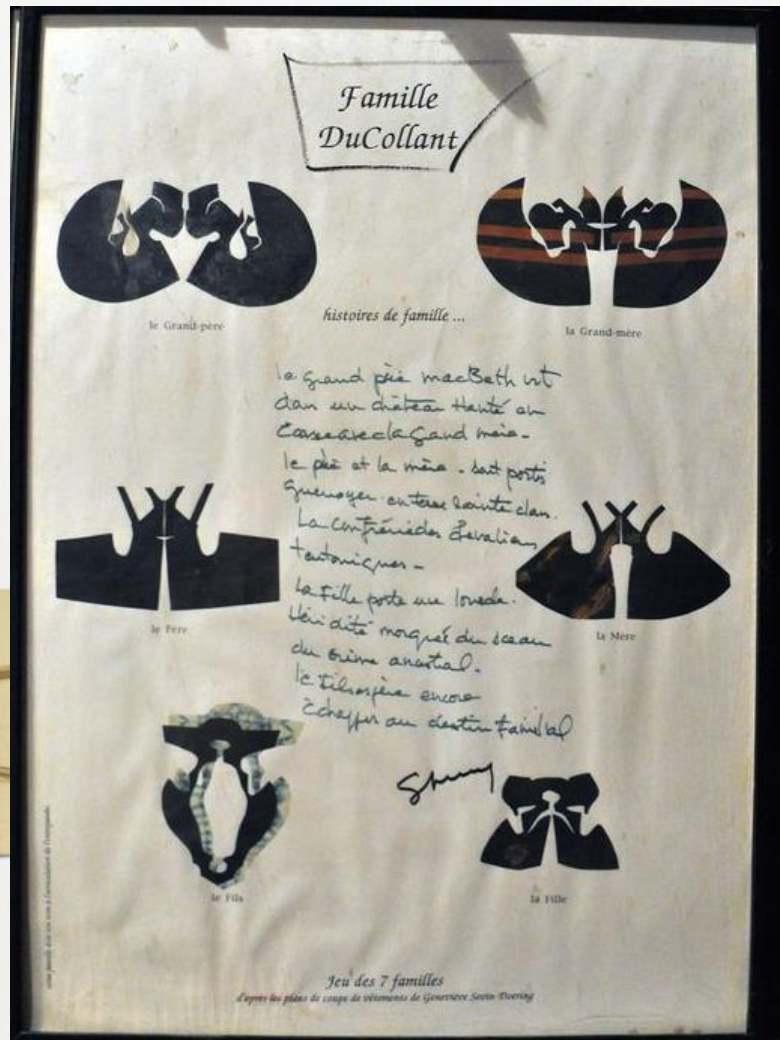 Famille
DuCollant
le Grand-père
la Grand-mère
histoires de famille ...
le grand père macBeth vit
dans un château Hanté en
Ecosse avec la Grand mère -
le père et la mère - sont partis
guerroyer en terre Sainte dans
La confrérie des chevaliers
teutoniques -
La Fille porte une lourde
Hérédité marquée du sceau
du crime ancestral -
le Fils espère encore
échapper au destin familial
le Père
la Mère
le Fils
la Fille
Jeu des 7 familles
d'après les plans de coupe de vêtements de Geneviève Sevin Doering